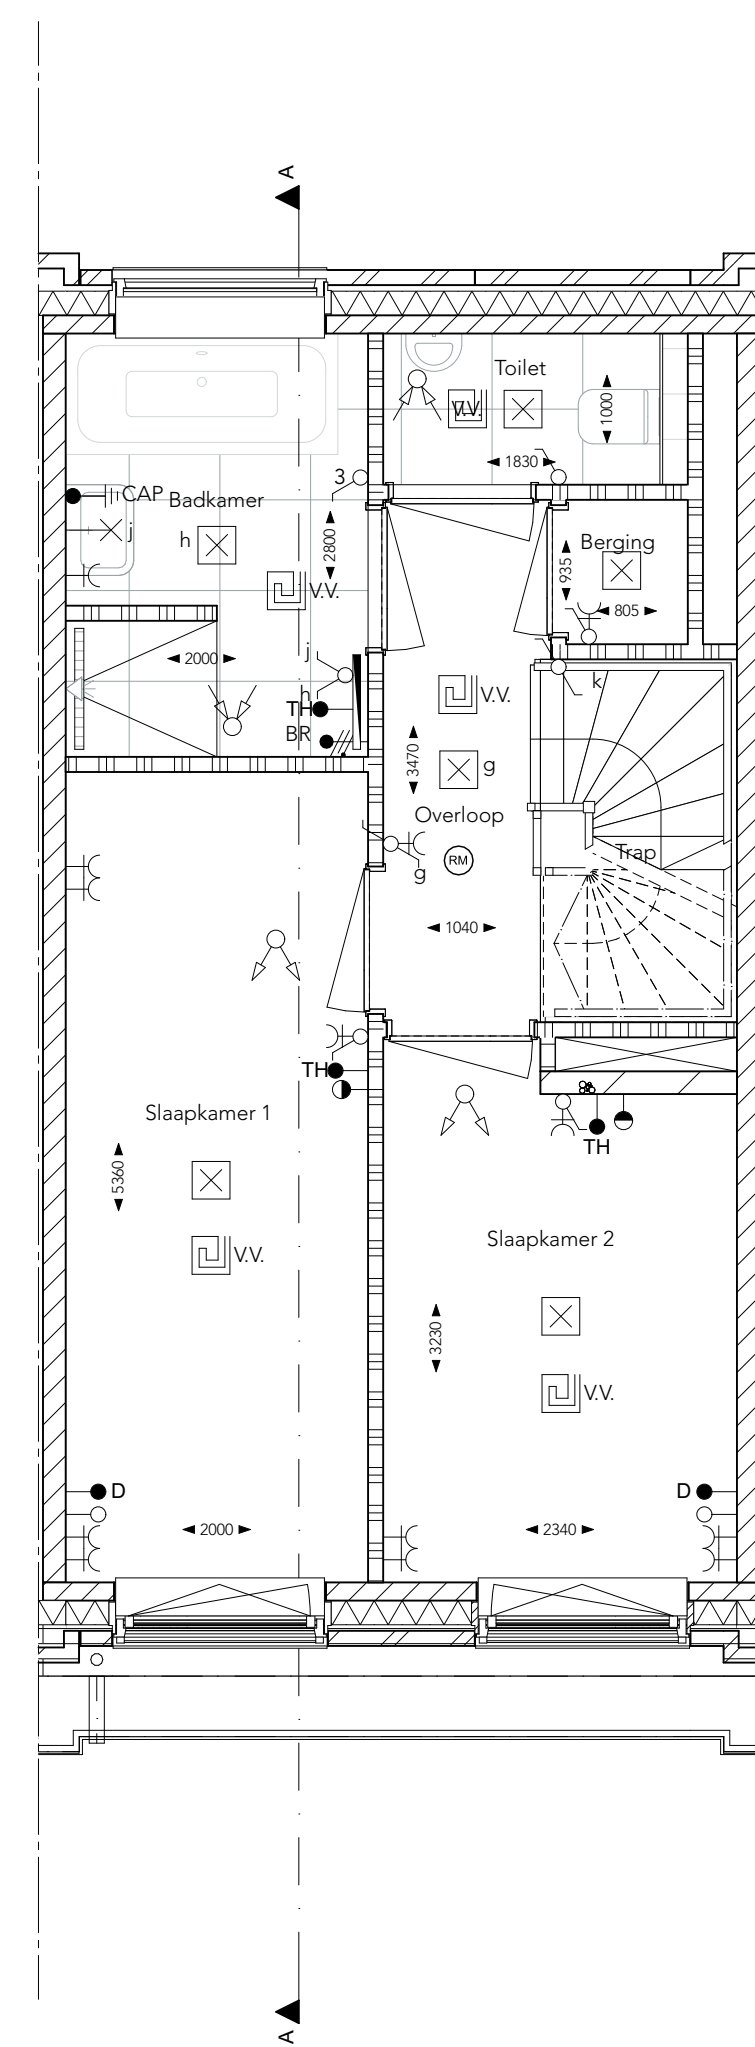 A
Toilet
V.V.
1000
1830
3
CAP
Badkamer
j
h
2800
V.V.
Berging
935
805
2000
j
h
TH
BR
V.V.
k
3470
g
Overloop
g
RM
Trap
1040
TH
Slaapkamer 1
5360
V.V.
TH
Slaapkamer 2
3230
V.V.
D
D
2000
2340
A